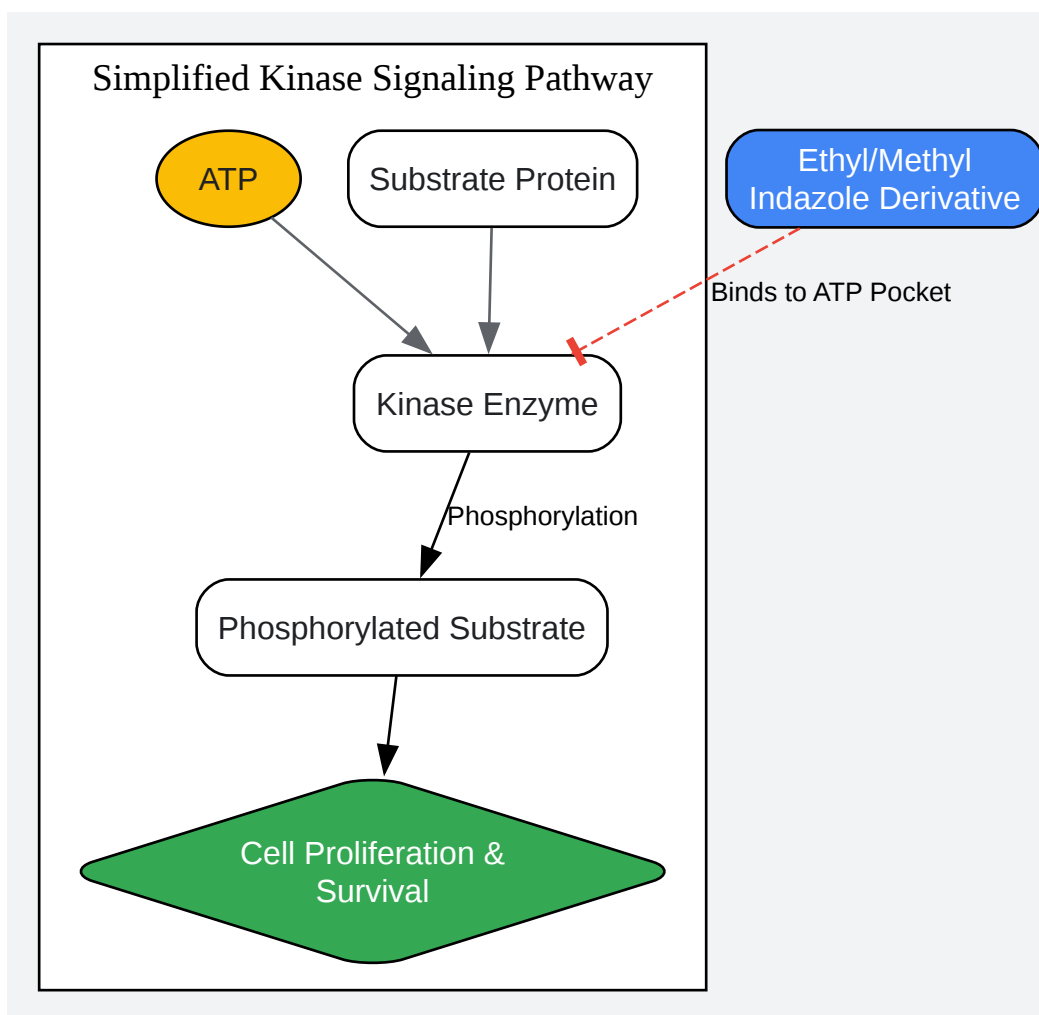 Simplified Kinase Signaling Pathway
ATP
Substrate Protein
Ethyl/Methyl
Indazole Derivative
Binds to ATP Pocket
Kinase Enzyme
Phosphorylation
Phosphorylated Substrate
Cell Proliferation &
Survival